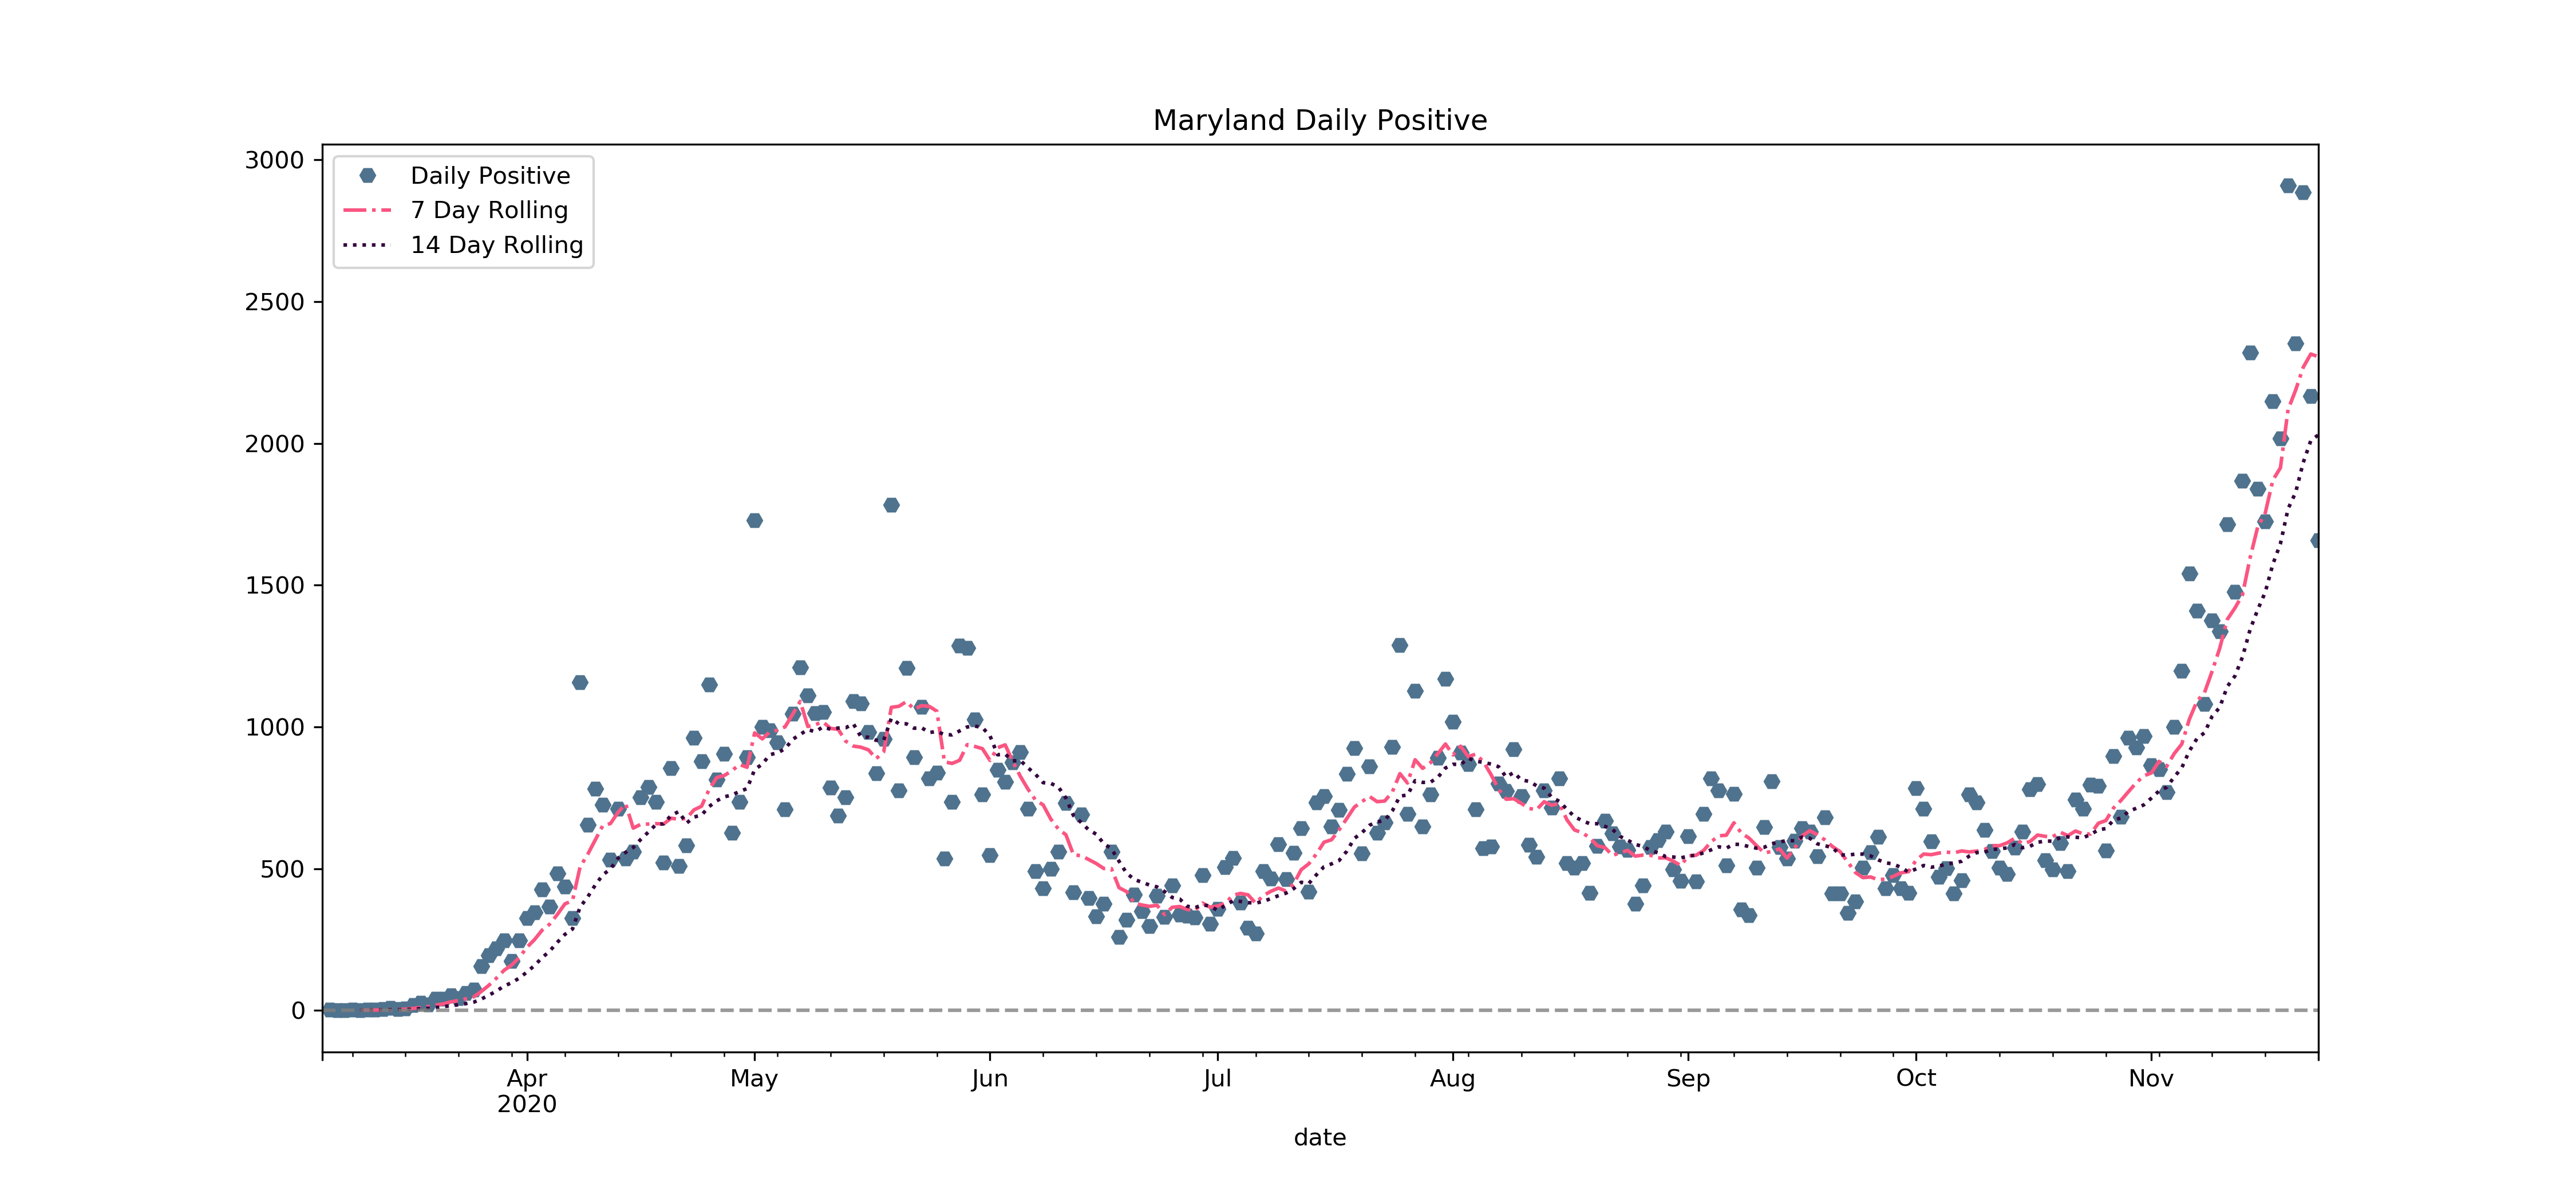 Maryland Daily Positive
3000
2500
2000
1500
1000
500
0
Daily Positive
7 Day Rolling
14 Day Rolling
Apr
2020
May
Jun
Jul
Aug
Sep
Oct
Nov
date